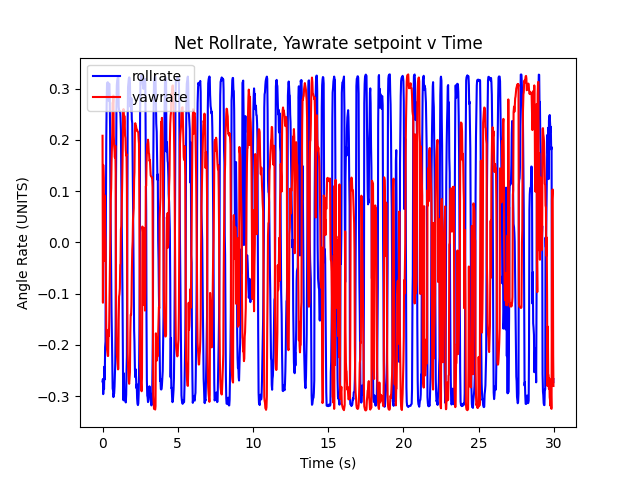 Net Rollrate, Yawrate setpoint v Time
rollrate
yawrate
Angle Rate (UNITS)
0.3
0.2
0.1
0.0
−0.1
−0.2
−0.3
0 5 10 15 20 25 30
Time (s)